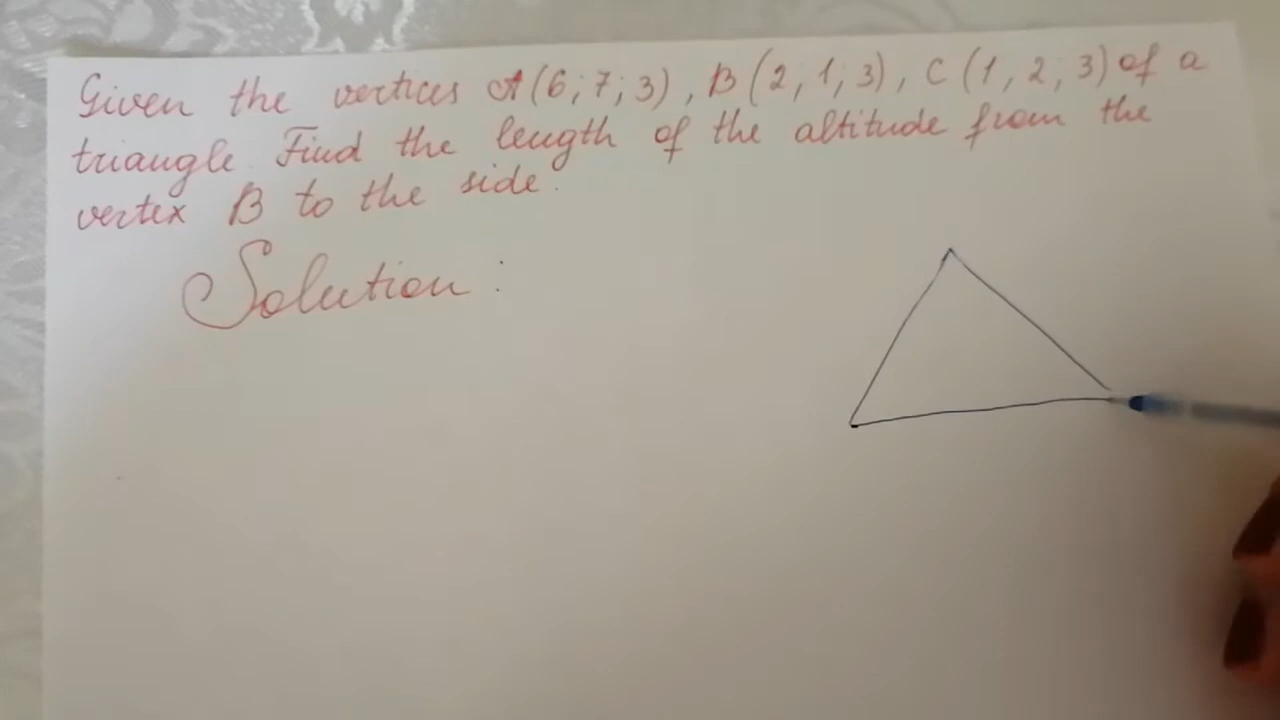 Given the vertices A(6;7;3), B(2,1,3), C(1,2,3) of a
triangle. Find the length of the altitude from the
vertex B to the side.
Solution: